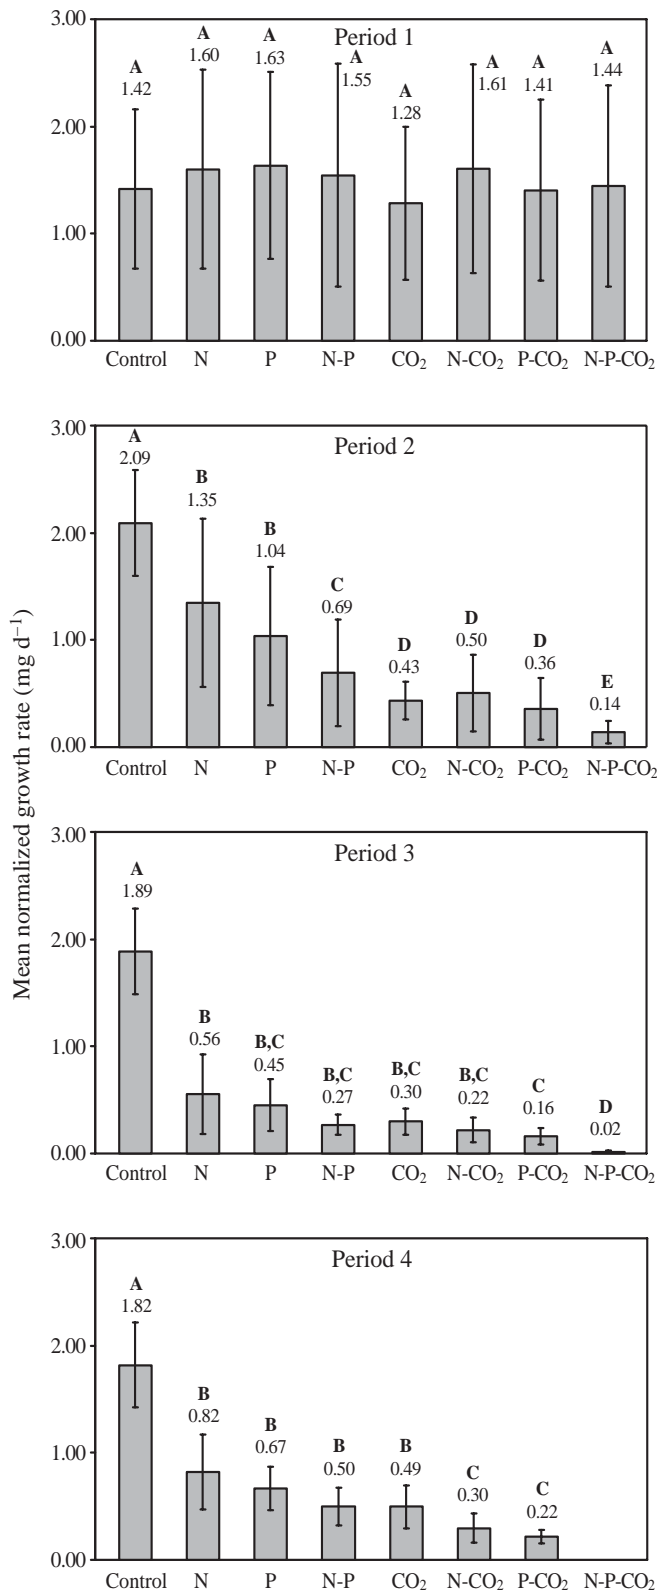 Mean normalized growth rate (mg d⁻¹)
Period 1
3.00
2.00
1.00
0.00
A A A A A A A A
1.42 1.60 1.63 1.55 1.28 1.61 1.41 1.44
Control N P N-P CO₂ N-CO₂ P-CO₂ N-P-CO₂
Period 2
3.00
2.00
1.00
0.00
A B B C D D D E
2.09 1.35 1.04 0.69 0.43 0.50 0.36 0.14
Control N P N-P CO₂ N-CO₂ P-CO₂ N-P-CO₂
Period 3
3.00
2.00
1.00
0.00
A B B,C B,C B,C B,C C D
1.89 0.56 0.45 0.27 0.30 0.22 0.16 0.02
Control N P N-P CO₂ N-CO₂ P-CO₂ N-P-CO₂
Period 4
3.00
2.00
1.00
0.00
A B B B B C C
1.82 0.82 0.67 0.50 0.49 0.30 0.22
Control N P N-P CO₂ N-CO₂ P-CO₂ N-P-CO₂